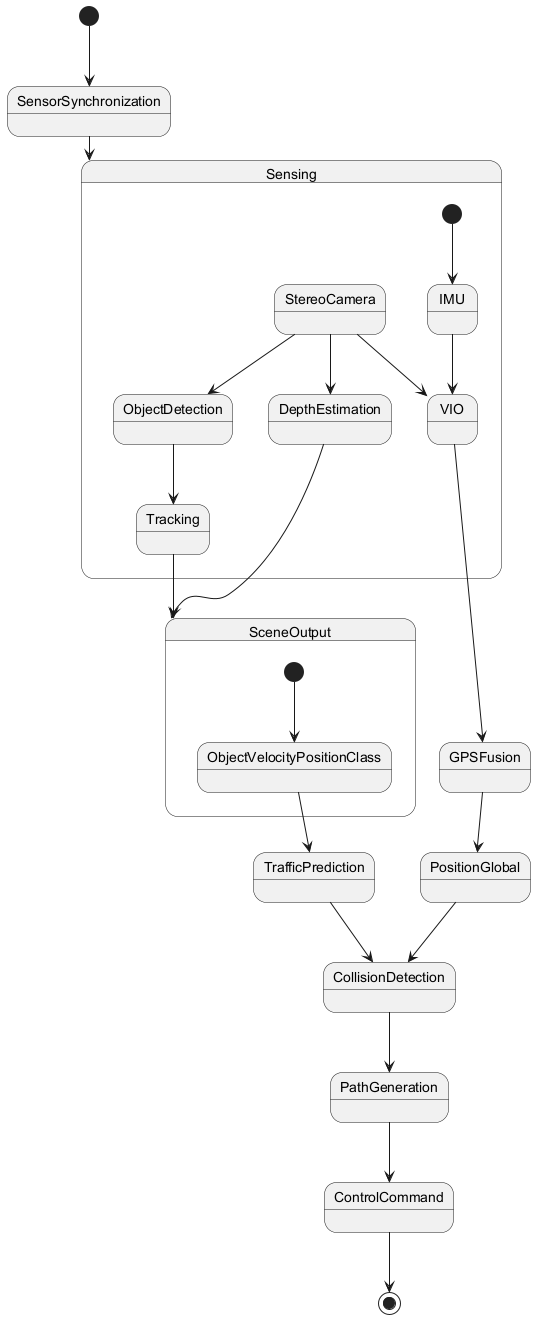 SensorSynchronization
Sensing
StereoCamera
IMU
ObjectDetection
DepthEstimation
VIO
Tracking
SceneOutput
ObjectVelocityPositionClass
GPSFusion
TrafficPrediction
PositionGlobal
CollisionDetection
PathGeneration
ControlCommand